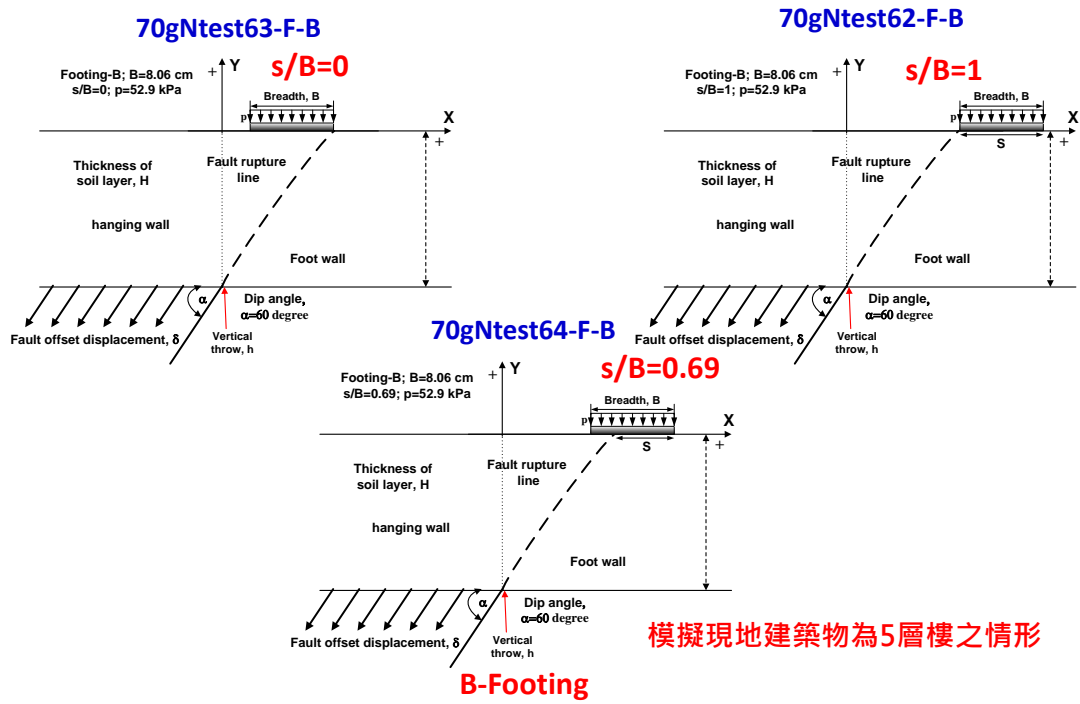 70gNtest63-F-B
Footing-B; B=8.06 cm
s/B=0; p=52.9 kPa
+
Y
s/B=0
Breadth, B
p
X
+
Thickness of
soil layer, H
Fault rupture
line
hanging wall
Foot wall
α
Dip angle,
α=60 degree
Fault offset displacement, δ
Vertical
throw, h
70gNtest62-F-B
Footing-B; B=8.06 cm
s/B=1; p=52.9 kPa
+
Y
s/B=1
Breadth, B
p
X
S
+
Thickness of
soil layer, H
Fault rupture
line
hanging wall
Foot wall
α
Dip angle,
α=60 degree
Fault offset displacement, δ
Vertical
throw, h
70gNtest64-F-B
Footing-B; B=8.06 cm
s/B=0.69; p=52.9 kPa
+
Y
s/B=0.69
Breadth, B
p
X
S
+
Thickness of
soil layer, H
Fault rupture
line
hanging wall
Foot wall
α
Dip angle,
α=60 degree
Fault offset displacement, δ
Vertical
throw, h
模擬現地建築物為5層樓之情形
B-Footing